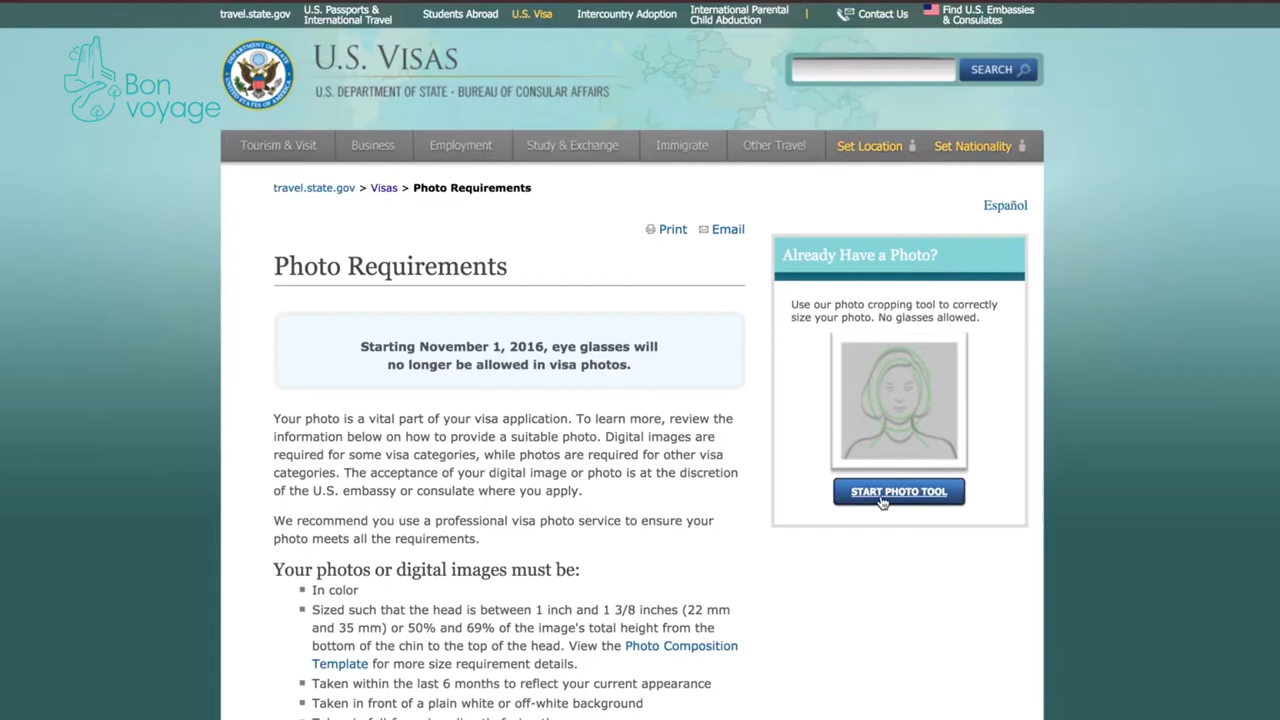 travel.state.gov
U.S. Passports &
International Travel
Students Abroad
U.S. Visa
Intercountry Adoption
International Parental
Child Abduction
Contact Us
Find U.S. Embassies
& Consulates
Bon
voyage
U.S. VISAS
U.S. DEPARTMENT OF STATE • BUREAU OF CONSULAR AFFAIRS
SEARCH
Tourism & Visit
Business
Employment
Study & Exchange
Immigrate
Other Travel
Set Location
Set Nationality
travel.state.gov > Visas > Photo Requirements
Español
Print
Email
Photo Requirements
Starting November 1, 2016, eye glasses will
no longer be allowed in visa photos.
Your photo is a vital part of your visa application. To learn more, review the
information below on how to provide a suitable photo. Digital images are
required for some visa categories, while photos are required for other visa
categories. The acceptance of your digital image or photo is at the discretion
of the U.S. embassy or consulate where you apply.
We recommend you use a professional visa photo service to ensure your
photo meets all the requirements.
Your photos or digital images must be:
In color
Sized such that the head is between 1 inch and 1 3/8 inches (22 mm
and 35 mm) or 50% and 69% of the image's total height from the
bottom of the chin to the top of the head. View the Photo Composition
Template for more size requirement details.
Taken within the last 6 months to reflect your current appearance
Taken in front of a plain white or off-white background
Already Have a Photo?
Use our photo cropping tool to correctly
size your photo. No glasses allowed.
START PHOTO TOOL